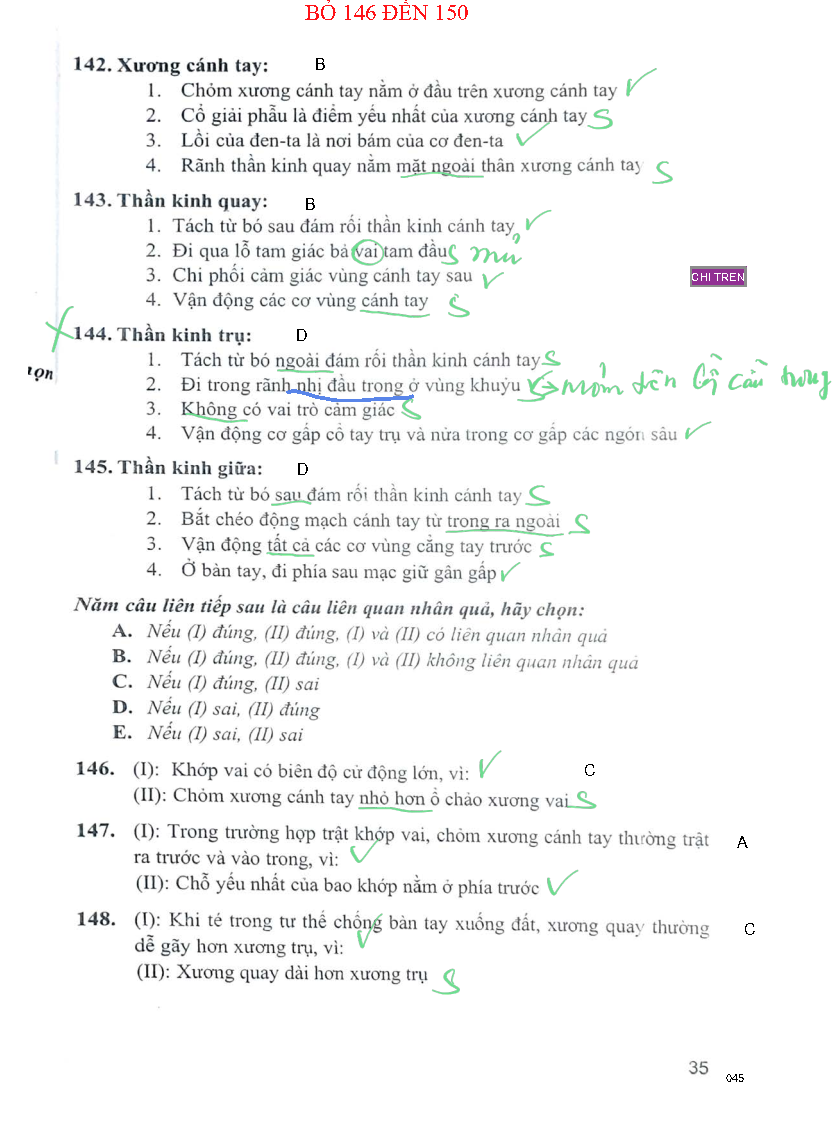 BỎ 146 ĐẾN 150
142. Xương cánh tay: B
1. Chỏm xương cánh tay nằm ở đầu trên xương cánh tay ✓
2. Cổ giải phẫu là điểm yếu nhất của xương cánh tay S
3. Lồi của đen-ta là nơi bám của cơ đen-ta ✓
4. Rãnh thần kinh quay nằm mặt ngoài thân xương cánh tay S
143. Thần kinh quay: B
1. Tách từ bó sau đám rối thần kinh cánh tay ✓
2. Đi qua lỗ tam giác bả vai tam đầu S
3. Chi phối cảm giác vùng cánh tay sau ✓
CHI TREN
4. Vận động các cơ vùng cánh tay S
144. Thần kinh trụ: D
1. Tách từ bó ngoài đám rối thần kinh cánh tay S
ıọn
2. Đi trong rãnh nhị đầu trong ở vùng khuỷu S → mỏm trên lồi cầu trong
3. Không có vai trò cảm giác S
4. Vận động cơ gấp cổ tay trụ và nửa trong cơ gấp các ngón sâu ✓
145. Thần kinh giữa: D
1. Tách từ bó sau đám rối thần kinh cánh tay S
2. Bắt chéo động mạch cánh tay từ trong ra ngoài S
3. Vận động tất cả các cơ vùng cẳng tay trước S
4. Ở bàn tay, đi phía sau mạc giữ gân gấp ✓
Năm câu liên tiếp sau là câu liên quan nhân quả, hãy chọn:
A. Nếu (I) đúng, (II) đúng, (I) và (II) có liên quan nhân quả
B. Nếu (I) đúng, (II) đúng, (I) và (II) không liên quan nhân quả
C. Nếu (I) đúng, (II) sai
D. Nếu (I) sai, (II) đúng
E. Nếu (I) sai, (II) sai
146. (I): Khớp vai có biên độ cử động lớn, vì: ✓ C
(II): Chỏm xương cánh tay nhỏ hơn ổ chảo xương vai S
147. (I): Trong trường hợp trật khớp vai, chỏm xương cánh tay thường trật A
ra trước và vào trong, vì: ✓
(II): Chỗ yếu nhất của bao khớp nằm ở phía trước ✓
148. (I): Khi té trong tư thế chống bàn tay xuống đất, xương quay thường C
dễ gãy hơn xương trụ, vì: ✓
(II): Xương quay dài hơn xương trụ S
35
045